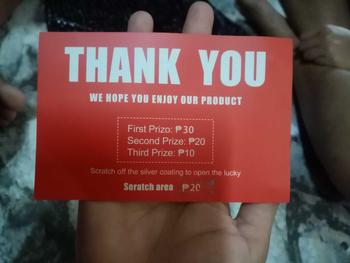 THANK YOU
WE HOPE YOU ENJOY OUR PRODUCT
First Prizo: ₱30
Second Prize: ₱20
Third Prize: ₱10
Scratch off the silver coating to open the lucky
Scratch area ₱20